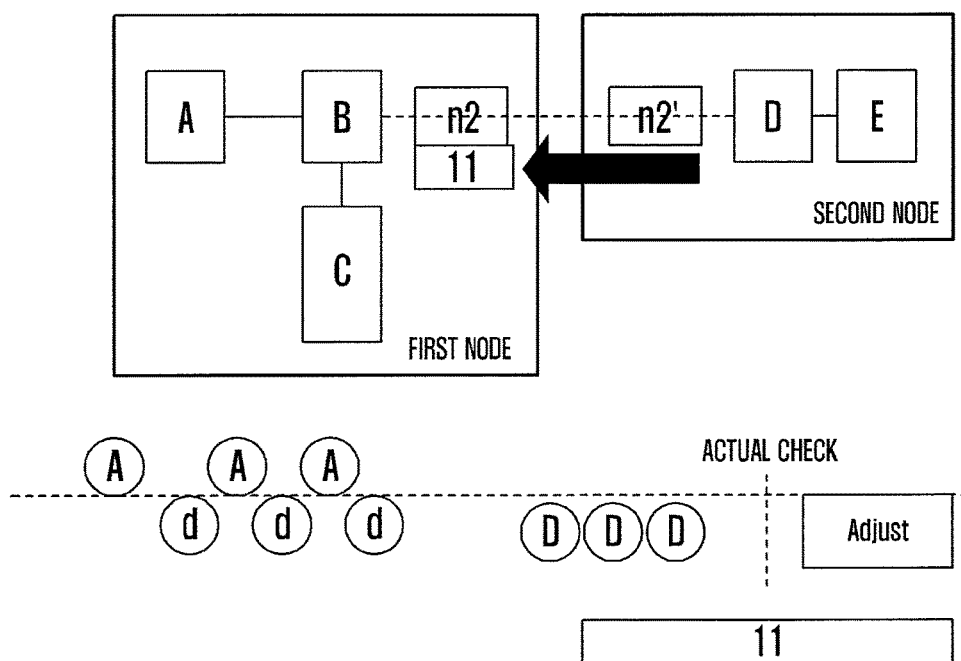 A B n2 n2' D E
11
SECOND NODE
C
FIRST NODE
ACTUAL CHECK
A A A
d d d D D D Adjust
11